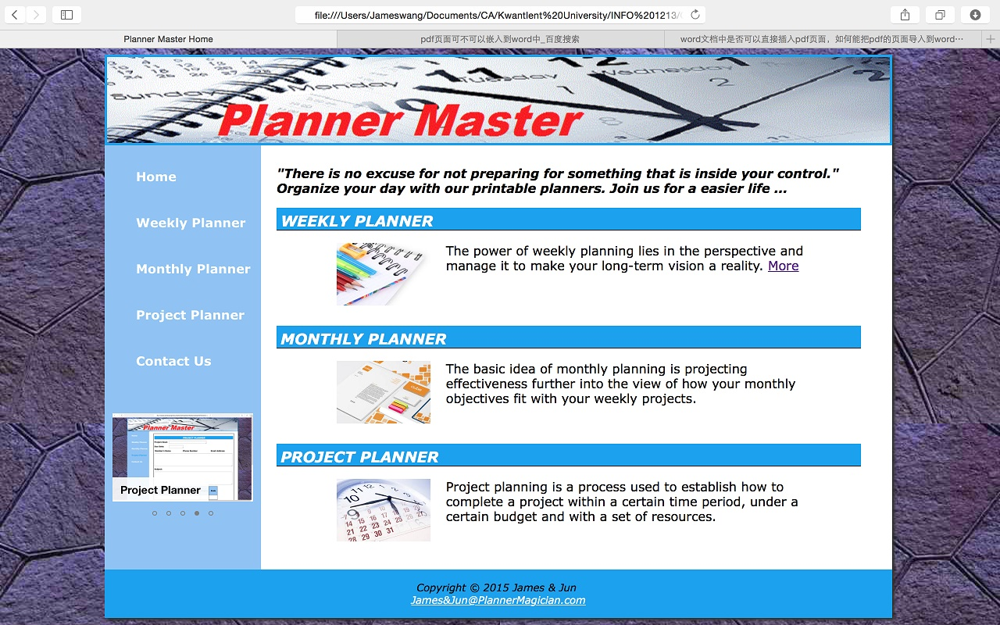 file:///Users/Jameswang/Documents/CA/Kwantlent%20University/INFO%201213/
Planner Master Home
pdf页面可不可以嵌入到word中_百度搜索
word文档中是否可以直接插入pdf页面，如何能把pdf的页面导入到word…
Sunday Monday Tuesday Wednesday
Planner Master
Home
Weekly Planner
Monthly Planner
Project Planner
Contact Us
"There is no excuse for not preparing for something that is inside your control."
Organize your day with our printable planners. Join us for a easier life ...
WEEKLY PLANNER
The power of weekly planning lies in the perspective and
manage it to make your long-term vision a reality. More
MONTHLY PLANNER
The basic idea of monthly planning is projecting
effectiveness further into the view of how your monthly
objectives fit with your weekly projects.
PROJECT PLANNER
Project planning is a process used to establish how to
complete a project within a certain time period, under a
certain budget and with a set of resources.
Planner Master
PROJECT PLANNER
Project Planner
Copyright © 2015 James & Jun
James&Jun@PlannerMagician.com